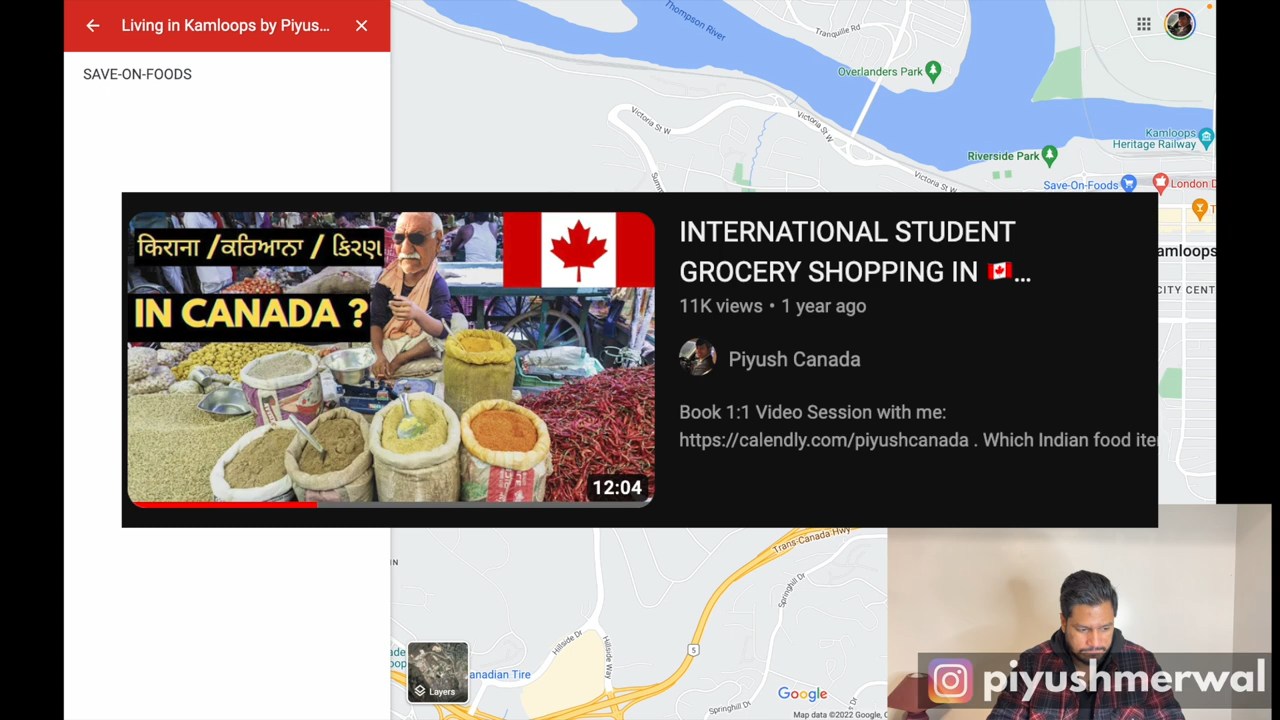 Living in Kamloops by Piyus...
SAVE-ON-FOODS
Thompson River
Tranquille Rd
Overlanders Park
Victoria St W
Victoria St W
Victoria St W
Kamloops
Heritage Railway
Riverside Park
Save-On-Foods
London D
amloops
CITY CENT
किराना /ਕਰਿਆਨਾ / કિરણ
IN CANADA ?
12:04
INTERNATIONAL STUDENT
GROCERY SHOPPING IN 🇨🇦...
11K views • 1 year ago
Piyush Canada
Book 1:1 Video Session with me:
https://calendly.com/piyushcanada . Which Indian food ite
Trans-Canada Hwy
Springhill Dr
Hillside Dr
Hillside Way
5
anadian Tire
Layers
Springhill Dr
Google
Map data ©2022 Google, C
piyushmerwal